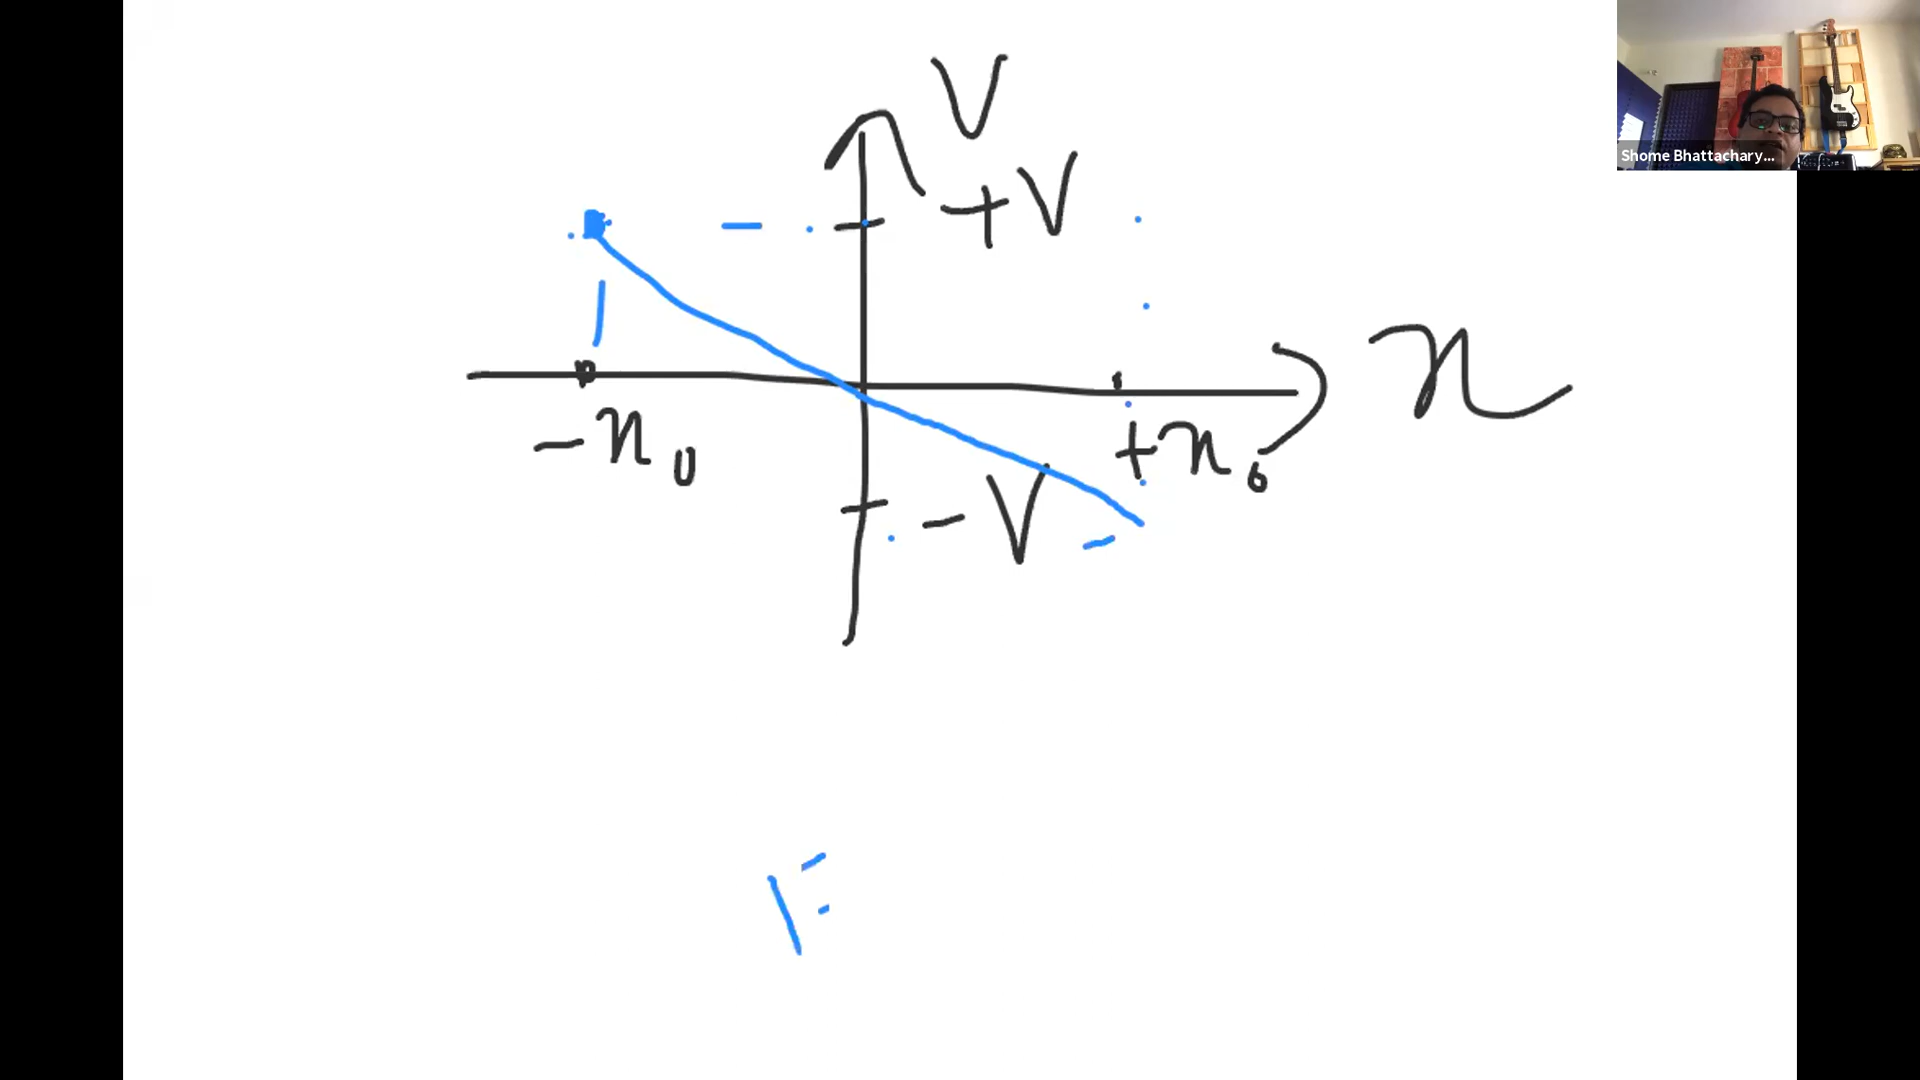 V
+V
x
-x₀
+x₀
-V
F
Shome Bhattachary...